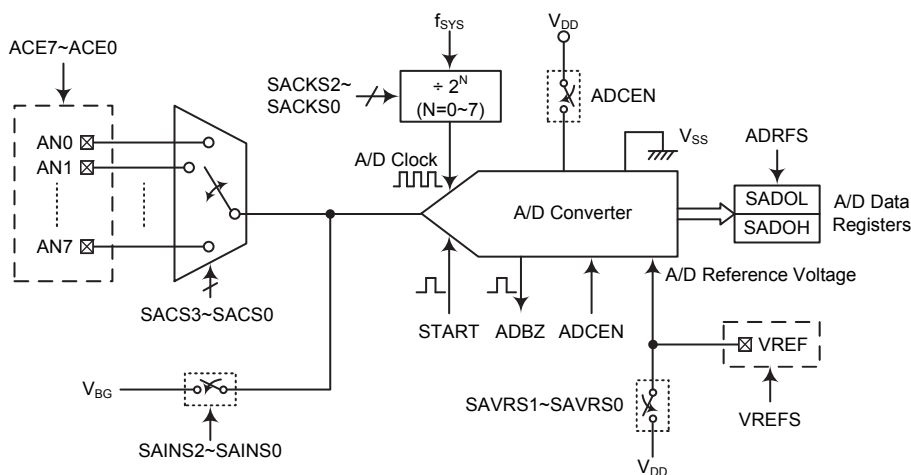 f_SYS
V_DD
ACE7~ACE0
SACKS2~
SACKS0
÷ 2^N
(N=0~7)
ADCEN
V_SS
AN0
AN1
AN7
A/D Clock
A/D Converter
ADRFS
SADOL
SADOH
A/D Data
Registers
A/D Reference Voltage
SACS3~SACS0
START
ADBZ
ADCEN
VREF
V_BG
SAINS2~SAINS0
SAVRS1~SAVRS0
VREFS
V_DD